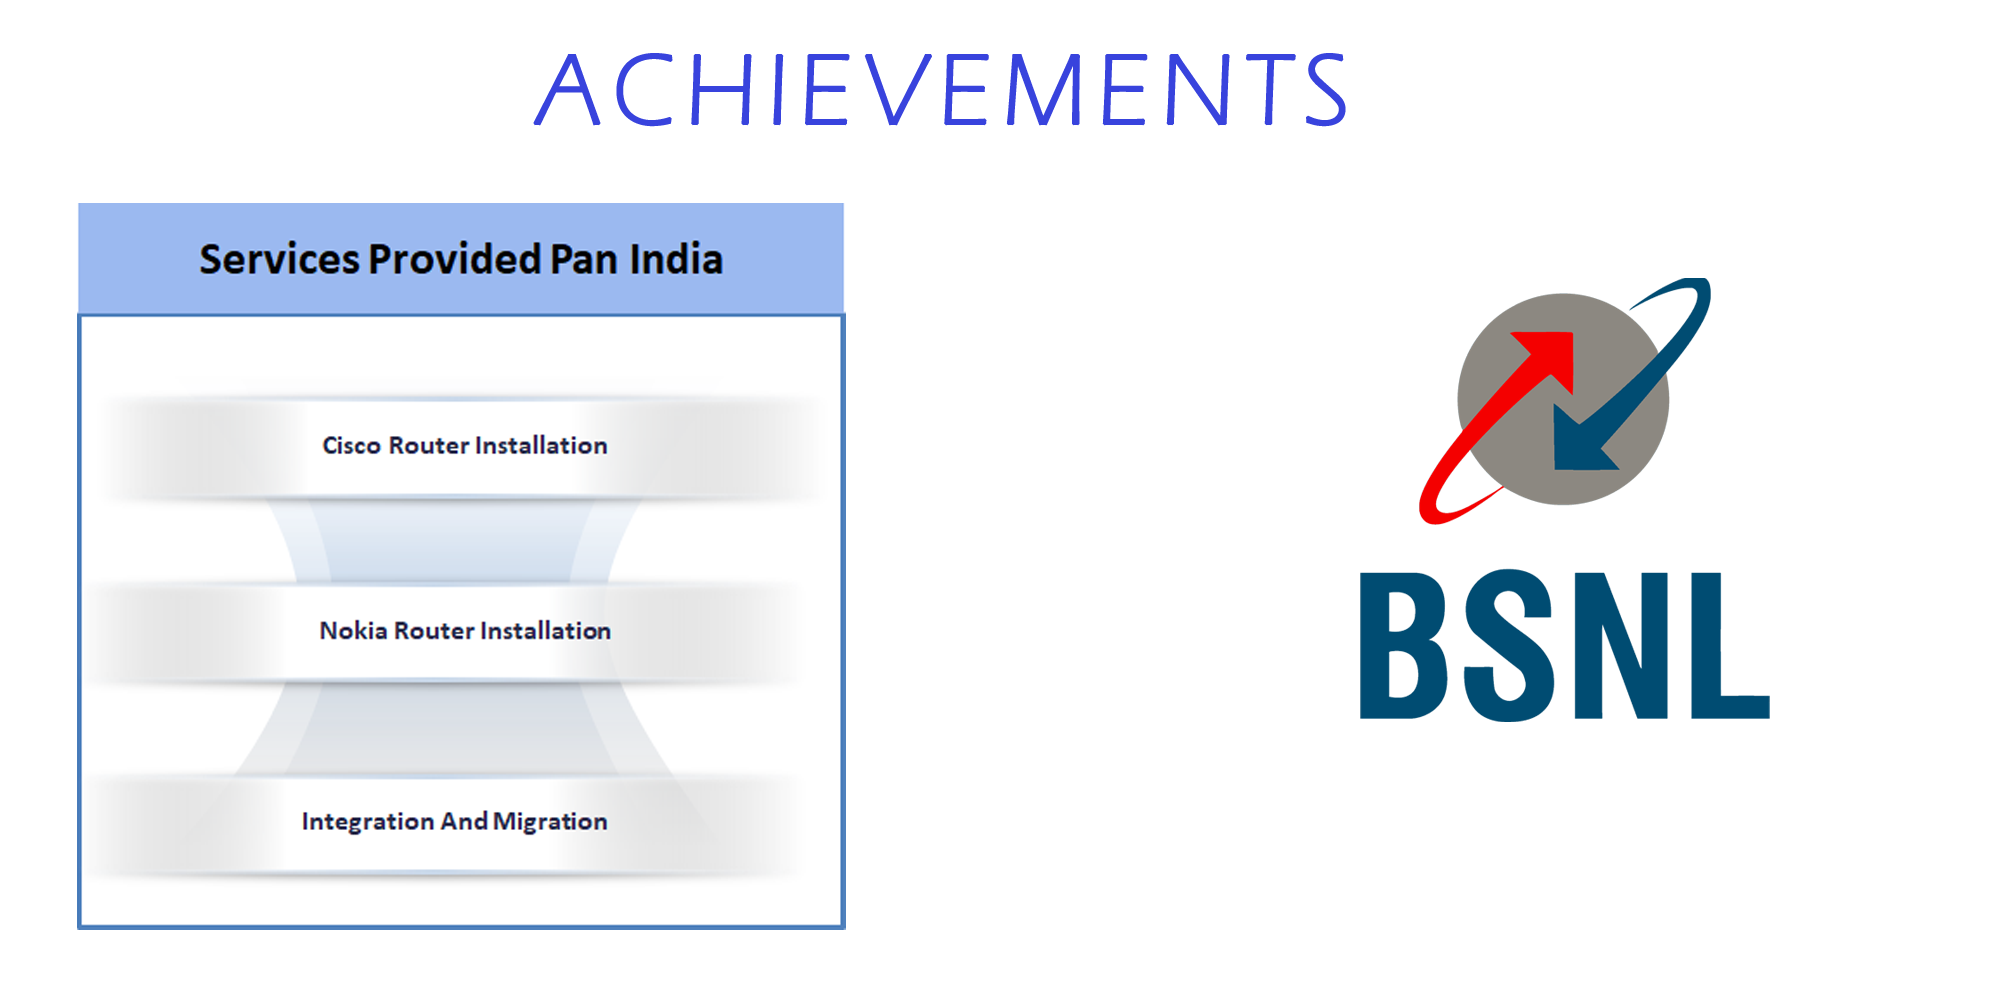 ACHIEVEMENTS
Services Provided Pan India
Cisco Router Installation
Nokia Router Installation
Integration And Migration
BSNL